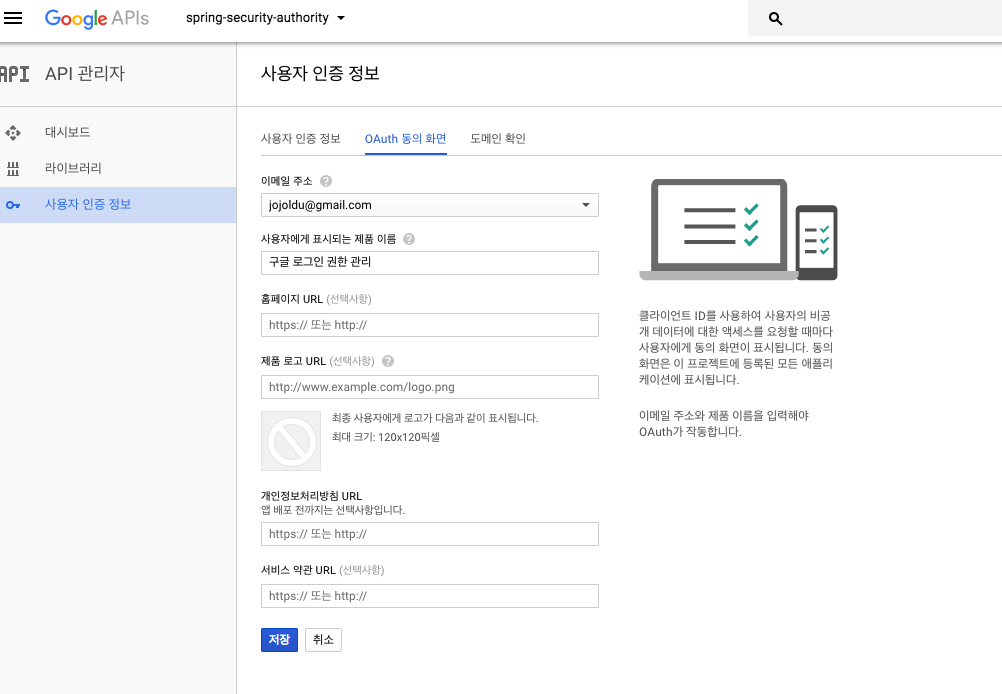 Google APIs
spring-security-authority
API
API 관리자
사용자 인증 정보
대시보드
라이브러리
사용자 인증 정보
사용자 인증 정보
OAuth 동의 화면
도메인 확인
이메일 주소 ?
jojoldu@gmail.com
사용자에게 표시되는 제품 이름 ?
구글 로그인 권한 관리
홈페이지 URL (선택사항)
https:// 또는 http://
제품 로고 URL (선택사항) ?
http://www.example.com/logo.png
최종 사용자에게 로고가 다음과 같이 표시됩니다.
최대 크기: 120x120픽셀
개인정보처리방침 URL
앱 배포 전까지는 선택사항입니다.
https:// 또는 http://
서비스 약관 URL (선택사항)
https:// 또는 http://
저장
취소
클라이언트 ID를 사용하여 사용자의 비공
개 데이터에 대한 액세스를 요청할 때마다
사용자에게 동의 화면이 표시됩니다. 동의
화면은 이 프로젝트에 등록된 모든 애플리
케이션에 표시됩니다.
이메일 주소와 제품 이름을 입력해야
OAuth가 작동합니다.